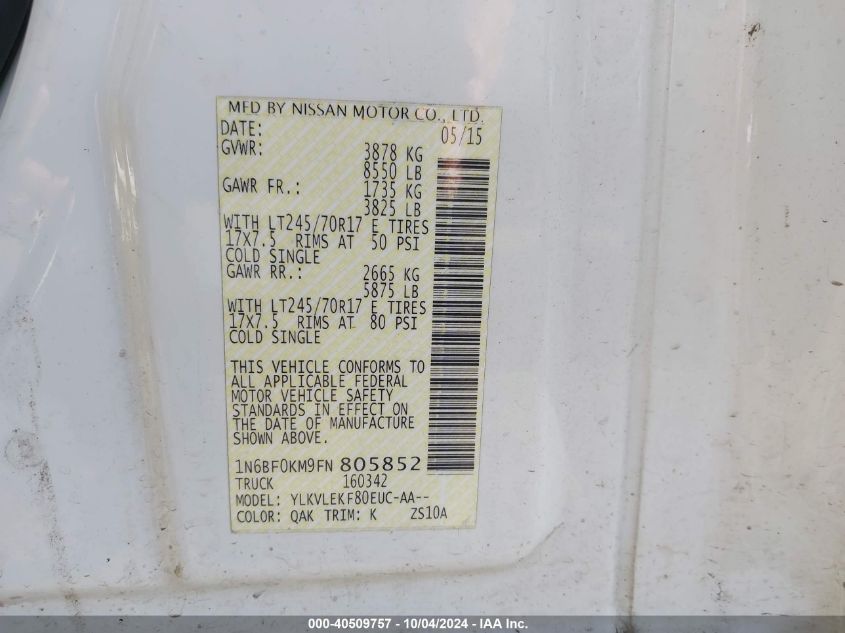 MFD BY NISSAN MOTOR CO., LTD.
DATE: 05/15
GVWR: 3878 KG
8550 LB
GAWR FR.: 1735 KG
3825 LB
WITH LT245/70R17 E TIRES
17X7.5 RIMS AT 50 PSI
COLD SINGLE
GAWR RR.: 2665 KG
5875 LB
WITH LT245/70R17 E TIRES
17X7.5 RIMS AT 80 PSI
COLD SINGLE
THIS VEHICLE CONFORMS TO
ALL APPLICABLE FEDERAL
MOTOR VEHICLE SAFETY
STANDARDS IN EFFECT ON
THE DATE OF MANUFACTURE
SHOWN ABOVE.
1N6BF0KM9FN 805852
TRUCK 160342
MODEL: YLKVLEKF80EUC-AA--
COLOR: QAK TRIM: K ZS10A
000-40509757 - 10/04/2024 - IAA Inc.